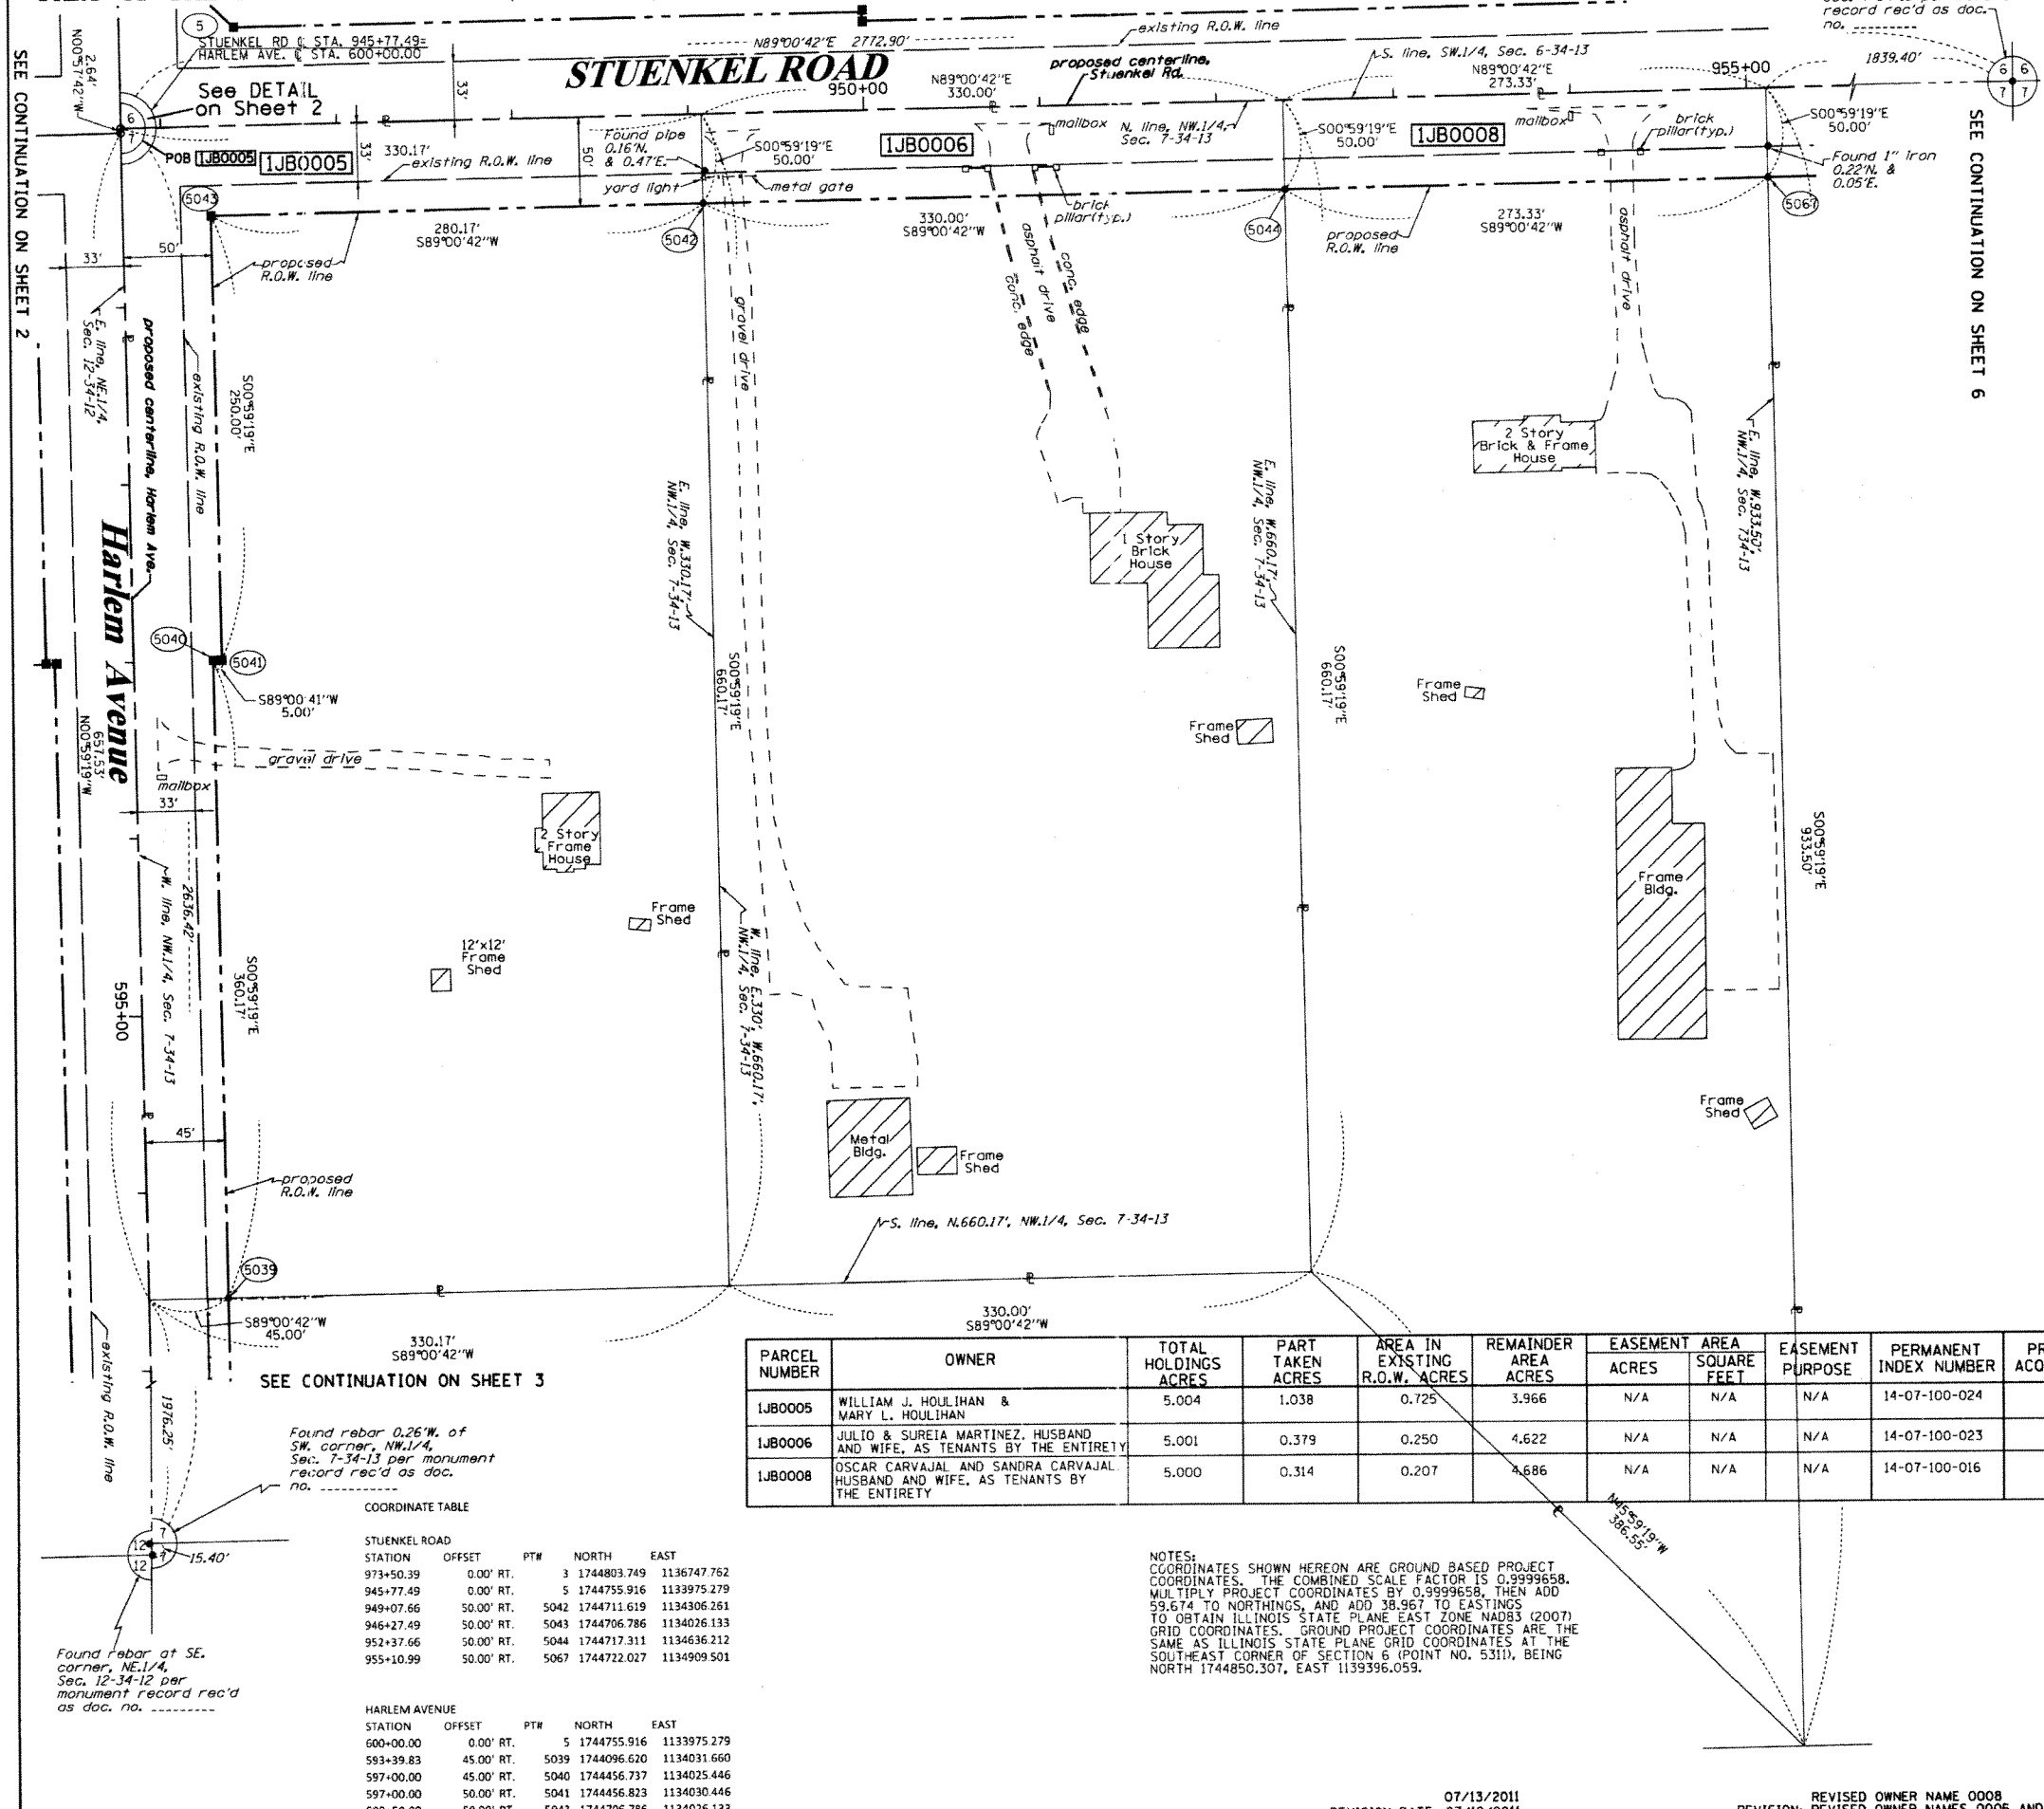 record rec'd as doc.
no.
5
STUENKEL RD ℄ STA. 945+77.49=
HARLEM AVE. ℄ STA. 600+00.00
See DETAIL
on Sheet 2
N89°00'42"E 2772.90'
existing R.O.W. line
STUENKEL ROAD
950+00
N89°00'42"E
330.00'
proposed centerline,
Stuenkel Rd.
S. line, SW.1/4, Sec. 6-34-13
N89°00'42"E
273.33'
955+00
1839.40'
6 6
7 7
SEE CONTINUATION ON SHEET 2
SEE CONTINUATION ON SHEET 6
2.64'
N00°57'42"W
6
7
33'
33'
50'
POB 1JB0005
1JB0005
330.17'
existing R.O.W. line
Found pipe
0.16'N.
& 0.47'E.
yard light
metal gate
S00°59'19"E
50.00'
1JB0006
mailbox
N. line, NW.1/4,
Sec. 7-34-13
S00°59'19"E
50.00'
1JB0008
mailbox
brick
pillar(typ.)
S00°59'19"E
50.00'
Found 1" iron
0.22'N. &
0.05'E.
5043
280.17'
S89°00'42"W
5042
330.00'
S89°00'42"W
brick
pillar(typ.)
5044
proposed
R.O.W. line
273.33'
S89°00'42"W
5067
33'
50'
proposed
R.O.W. line
E. line, NE.1/4,
Sec. 12-34-12
proposed centerline, Harlem Ave.
existing R.O.W. line
S00°59'19"E
250.00'
gravel drive
conc. edge
asphalt drive
conc. edge
asphalt drive
2 Story
Brick & Frame
House
E. line, W.933.50',
NW.1/4, Sec. 734-13
E. line, W.330.17',
NW.1/4, Sec. 7-34-13
E. line, W.660.17',
NW.1/4, Sec. 7-34-13
1 Story
Brick
House
Harlem Avenue
5040
5041
S89°00'41"W
5.00'
S00°59'19"E
660.17'
S00°59'19"E
660.17'
Frame
Shed
Frame
Shed
657.53'
N00°59'19"W
gravel drive
mailbox
33'
2 Story
Frame
House
S00°59'19"E
933.50'
Frame
Bldg.
2636.42'
W. line, NW.1/4, Sec. 7-34-13
Frame
Shed
12'x12'
Frame
Shed
W. line, E.330', W.660.17',
NW.1/4, Sec. 7-34-13
595+00
S00°59'19"E
360.17'
Frame
Shed
45'
Metal
Bldg.
Frame
Shed
proposed
R.O.W. line
S. line, N.660.17', NW.1/4, Sec. 7-34-13
5039
S89°00'42"W
45.00'
330.17'
S89°00'42"W
330.00'
S89°00'42"W
existing R.O.W. line
1976.25'
SEE CONTINUATION ON SHEET 3
PARCEL NUMBER OWNER TOTAL HOLDINGS ACRES PART TAKEN ACRES AREA IN EXISTING R.O.W. ACRES REMAINDER AREA ACRES EASEMENT AREA ACRES SQUARE FEET EASEMENT PURPOSE PERMANENT INDEX NUMBER
1JB0005 WILLIAM J. HOULIHAN & MARY L. HOULIHAN 5.004 1.038 0.725 3.966 N/A N/A N/A 14-07-100-024
1JB0006 JULIO & SUREIA MARTINEZ, HUSBAND AND WIFE, AS TENANTS BY THE ENTIRETY 5.001 0.379 0.250 4.622 N/A N/A N/A 14-07-100-023
1JB0008 OSCAR CARVAJAL AND SANDRA CARVAJAL HUSBAND AND WIFE, AS TENANTS BY THE ENTIRETY 5.000 0.314 0.207 4.686 N/A N/A N/A 14-07-100-016
N45°59'19"W
386.55'
Found rebar 0.26'W. of
SW. corner, NW.1/4,
Sec. 7-34-13 per monument
record rec'd as doc.
no.
12 7
12 7
15.40'
Found rebar at SE.
corner, NE.1/4,
Sec. 12-34-12 per
monument record rec'd
as doc. no.
COORDINATE TABLE
STUENKEL ROAD
STATION OFFSET PT# NORTH EAST
973+50.39 0.00' RT. 3 1744803.749 1136747.762
945+77.49 0.00' RT. 5 1744755.916 1133975.279
949+07.66 50.00' RT. 5042 1744711.619 1134306.261
946+27.49 50.00' RT. 5043 1744706.786 1134026.133
952+37.66 50.00' RT. 5044 1744717.311 1134636.212
955+10.99 50.00' RT. 5067 1744722.027 1134909.501
HARLEM AVENUE
STATION OFFSET PT# NORTH EAST
600+00.00 0.00' RT. 5 1744755.916 1133975.279
593+39.83 45.00' RT. 5039 1744096.620 1134031.660
597+00.00 45.00' RT. 5040 1744456.737 1134025.446
597+00.00 50.00' RT. 5041 1744456.823 1134030.446
NOTES:
COORDINATES SHOWN HEREON ARE GROUND BASED PROJECT
COORDINATES. THE COMBINED SCALE FACTOR IS 0.9999658.
MULTIPLY PROJECT COORDINATES BY 0.9999658, THEN ADD
59.674 TO NORTHINGS, AND ADD 38.967 TO EASTINGS
TO OBTAIN ILLINOIS STATE PLANE EAST ZONE NAD83 (2007)
GRID COORDINATES. GROUND PROJECT COORDINATES ARE THE
SAME AS ILLINOIS STATE PLANE GRID COORDINATES AT THE
SOUTHEAST CORNER OF SECTION 6 (POINT NO. 5311), BEING
NORTH 1744850.307, EAST 1139396.059.
07/13/2011
REVISED OWNER NAME 0008